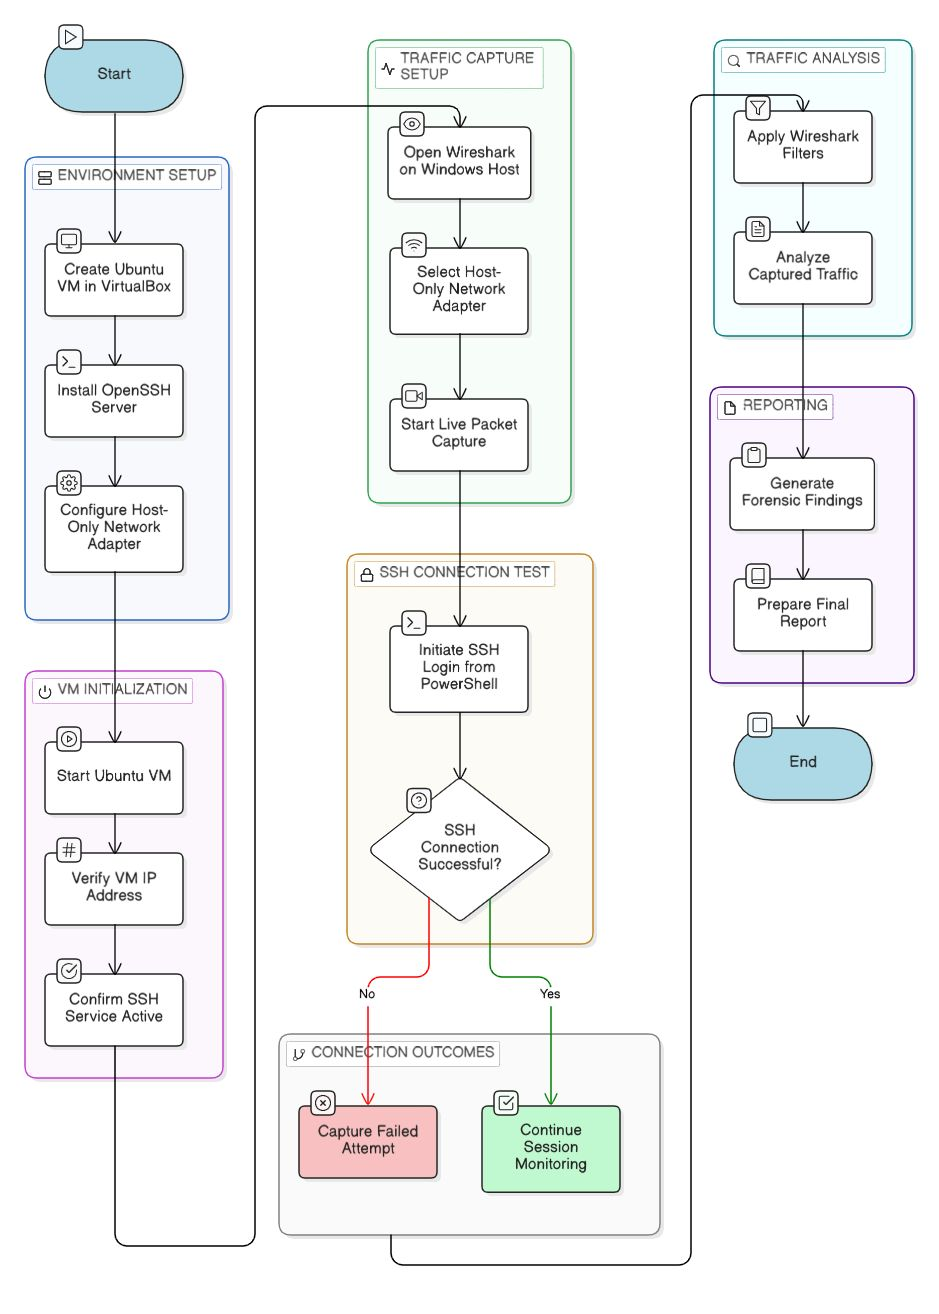 Start
ENVIRONMENT SETUP
Create Ubuntu
VM in VirtualBox
Install OpenSSH
Server
Configure Host-
Only Network
Adapter
VM INITIALIZATION
Start Ubuntu VM
Verify VM IP
Address
Confirm SSH
Service Active
TRAFFIC CAPTURE
SETUP
Open Wireshark
on Windows Host
Select Host-
Only Network
Adapter
Start Live Packet
Capture
SSH CONNECTION TEST
Initiate SSH
Login from
PowerShell
SSH
Connection
Successful?
No
Yes
CONNECTION OUTCOMES
Capture Failed
Attempt
Continue
Session
Monitoring
TRAFFIC ANALYSIS
Apply Wireshark
Filters
Analyze
Captured Traffic
REPORTING
Generate
Forensic Findings
Prepare Final
Report
End